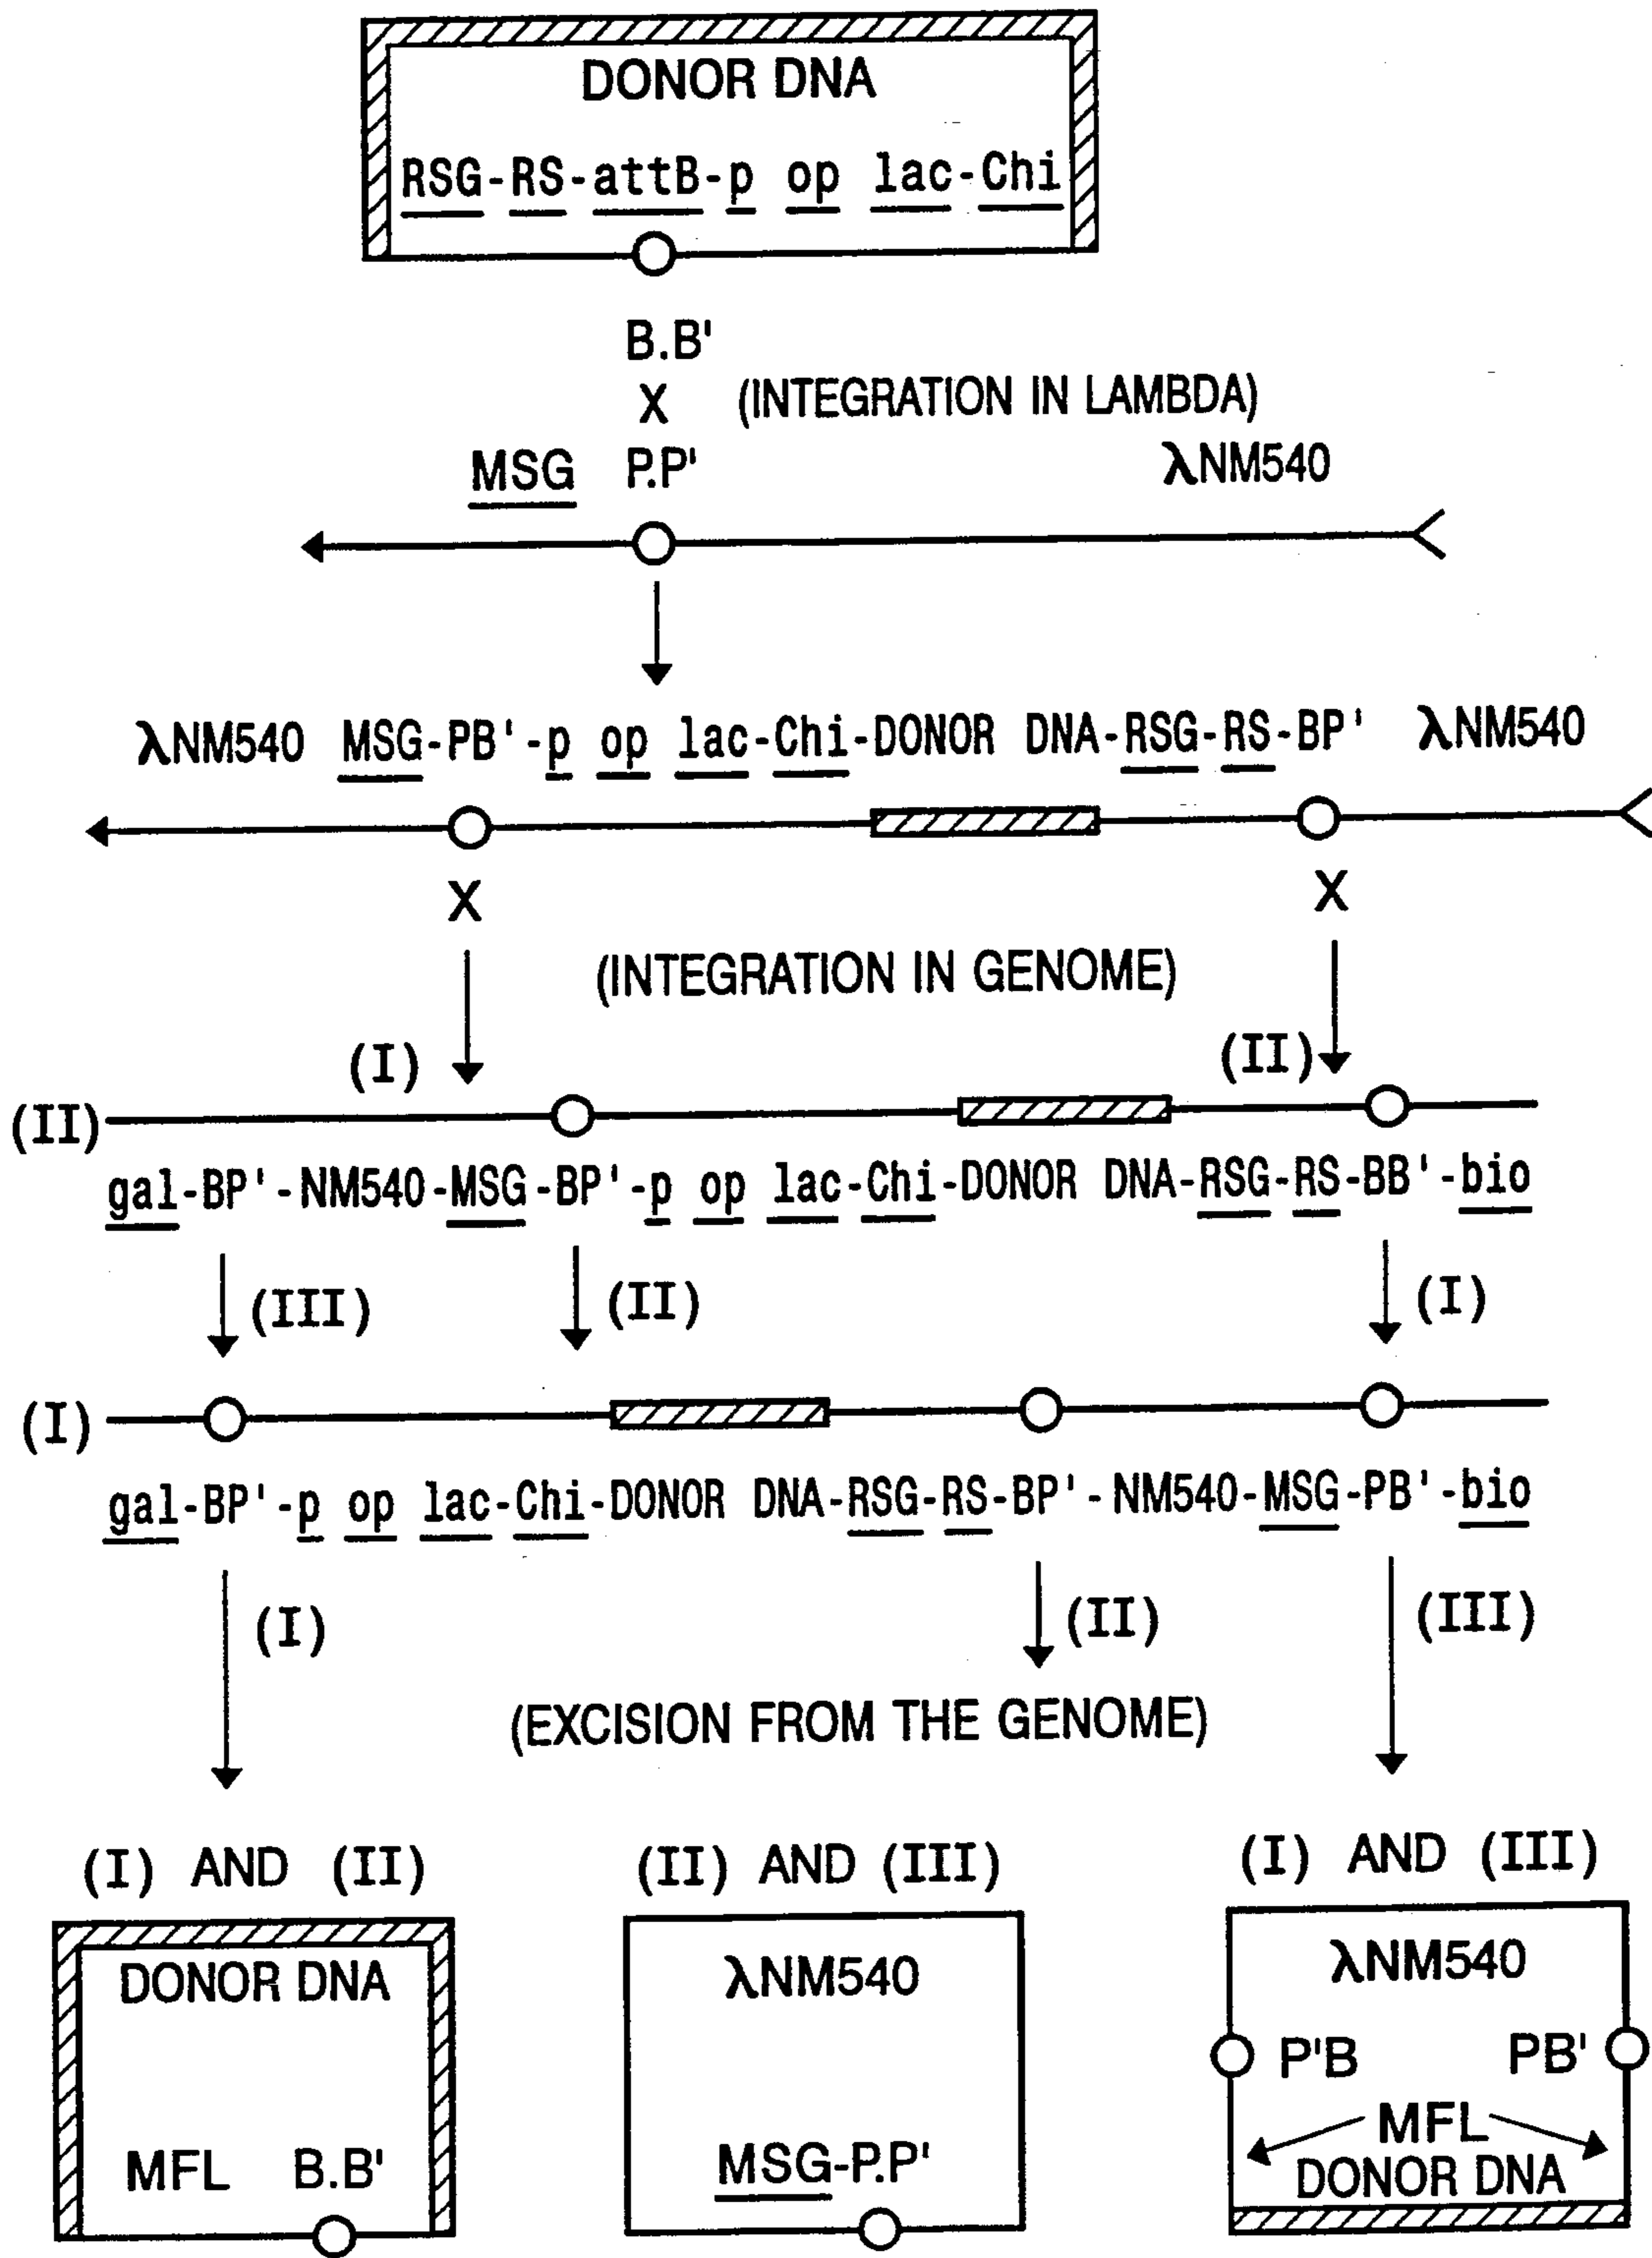 DONOR DNA
RSG-RS-attB-p op lac-Chi
B.B'
X (INTEGRATION IN LAMBDA)
MSG P.P' λNM540
λNM540 MSG-PB'-p op lac-Chi-DONOR DNA-RSG-RS-BP' λNM540
X X
(INTEGRATION IN GENOME)
(I) (II)
(II)
gal-BP'-NM540-MSG-BP'-p op lac-Chi-DONOR DNA-RSG-RS-BB'-bio
(III) (II) (I)
(I)
gal-BP'-p op lac-Chi-DONOR DNA-RSG-RS-BP'-NM540-MSG-PB'-bio
(I) (II) (III)
(EXCISION FROM THE GENOME)
(I) AND (II) (II) AND (III) (I) AND (III)
DONOR DNA λNM540 λNM540
P'B PB'
MFL B.B' MSG-P.P' MFL
DONOR DNA